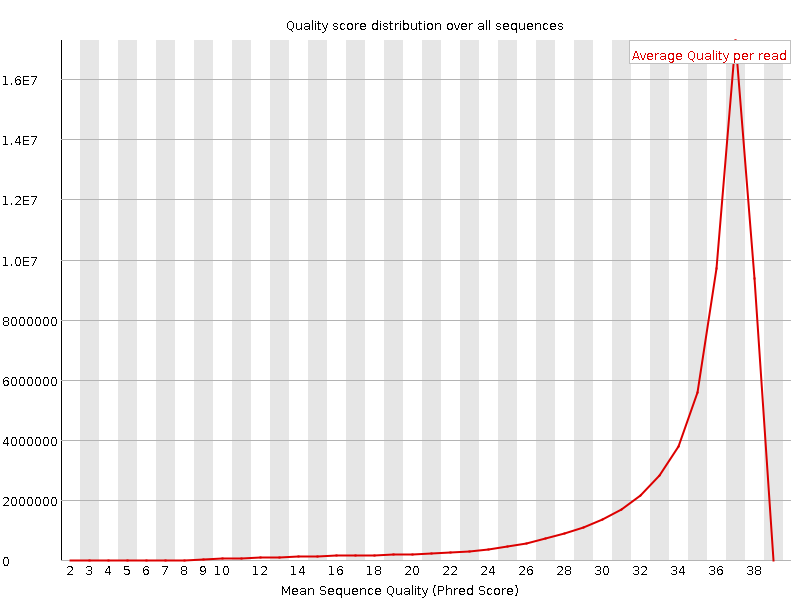 Quality score distribution over all sequences
Average Quality per read
1.6E7
1.4E7
1.2E7
1.0E7
8000000
6000000
4000000
2000000
0
2 3 4 5 6 7 8 9 10 12 14 16 18 20 22 24 26 28 30 32 34 36 38
Mean Sequence Quality (Phred Score)